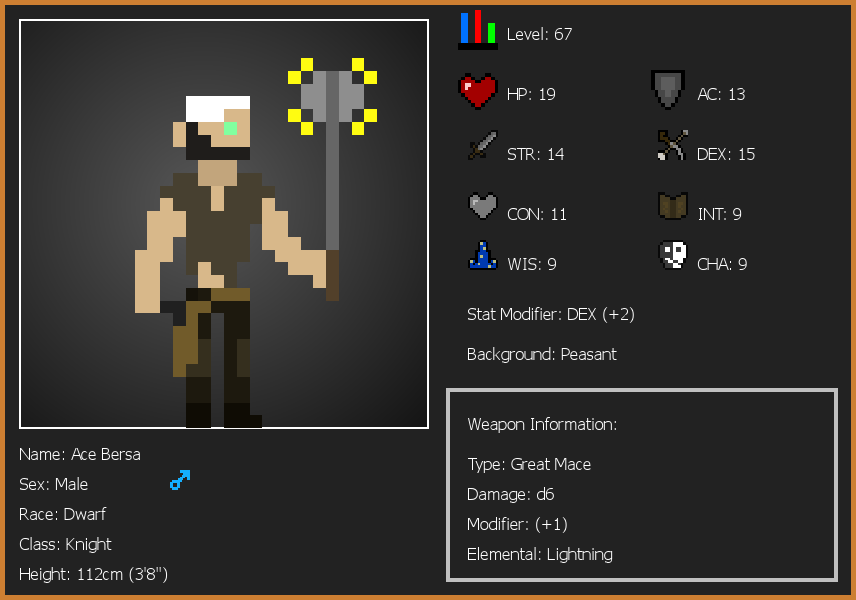 Level: 67
HP: 19
AC: 13
STR: 14
DEX: 15
CON: 11
INT: 9
WIS: 9
CHA: 9
Stat Modifier: DEX (+2)
Background: Peasant
Weapon Information:
Type: Great Mace
Damage: d6
Modifier: (+1)
Elemental: Lightning
Name: Ace Bersa
Sex: Male
Race: Dwarf
Class: Knight
Height: 112cm (3'8")